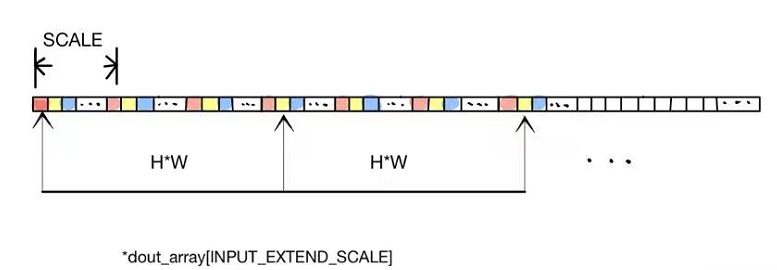 SCALE
H*W H*W
*dout_array[INPUT_EXTEND_SCALE]